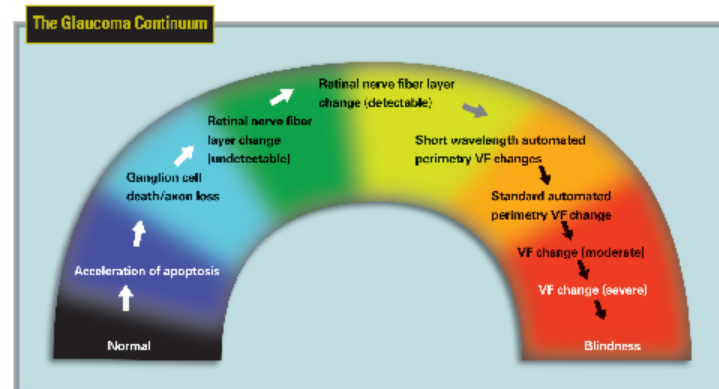 The Glaucoma Continuum
Retinal nerve fiber layer
change (detectable)
Retinal nerve fiber
layer change
(undetectable)
Short wavelength automated
perimetry VF changes
Ganglion cell
death/axon loss
Standard automated
perimetry VF change
VF change (moderate)
Acceleration of apoptosis
VF change (severe)
Normal
Blindness